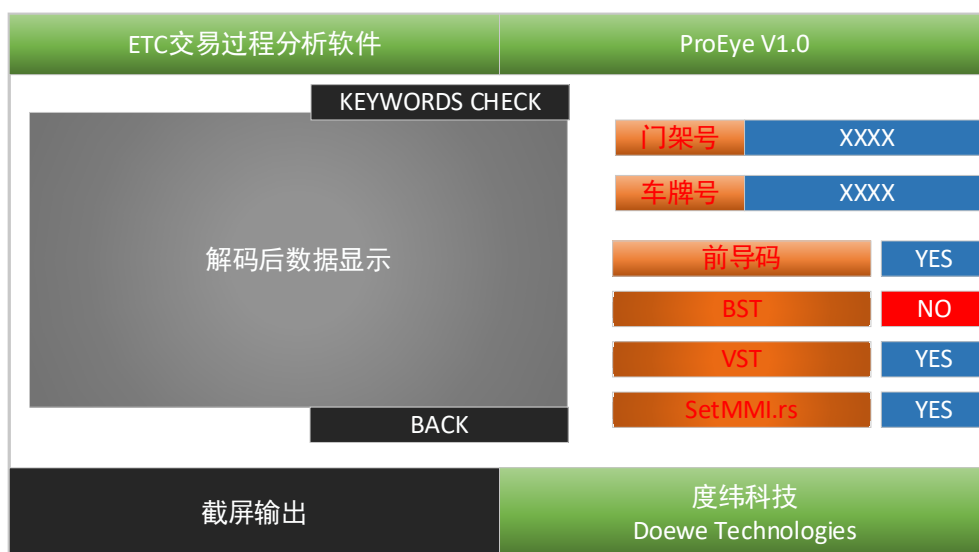 ETC交易过程分析软件
ProEye V1.0
KEYWORDS CHECK
解码后数据显示
BACK
门架号 XXXX
车牌号 XXXX
前导码 YES
BST NO
VST YES
SetMMI.rs YES
截屏输出
度纬科技
Doewe Technologies